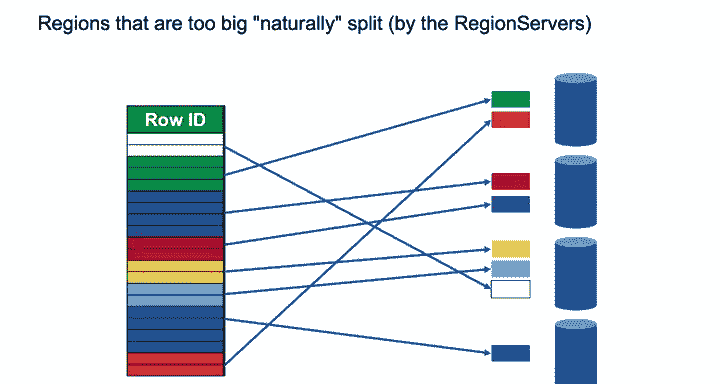 Regions that are too big "naturally" split (by the RegionServers)
Row ID